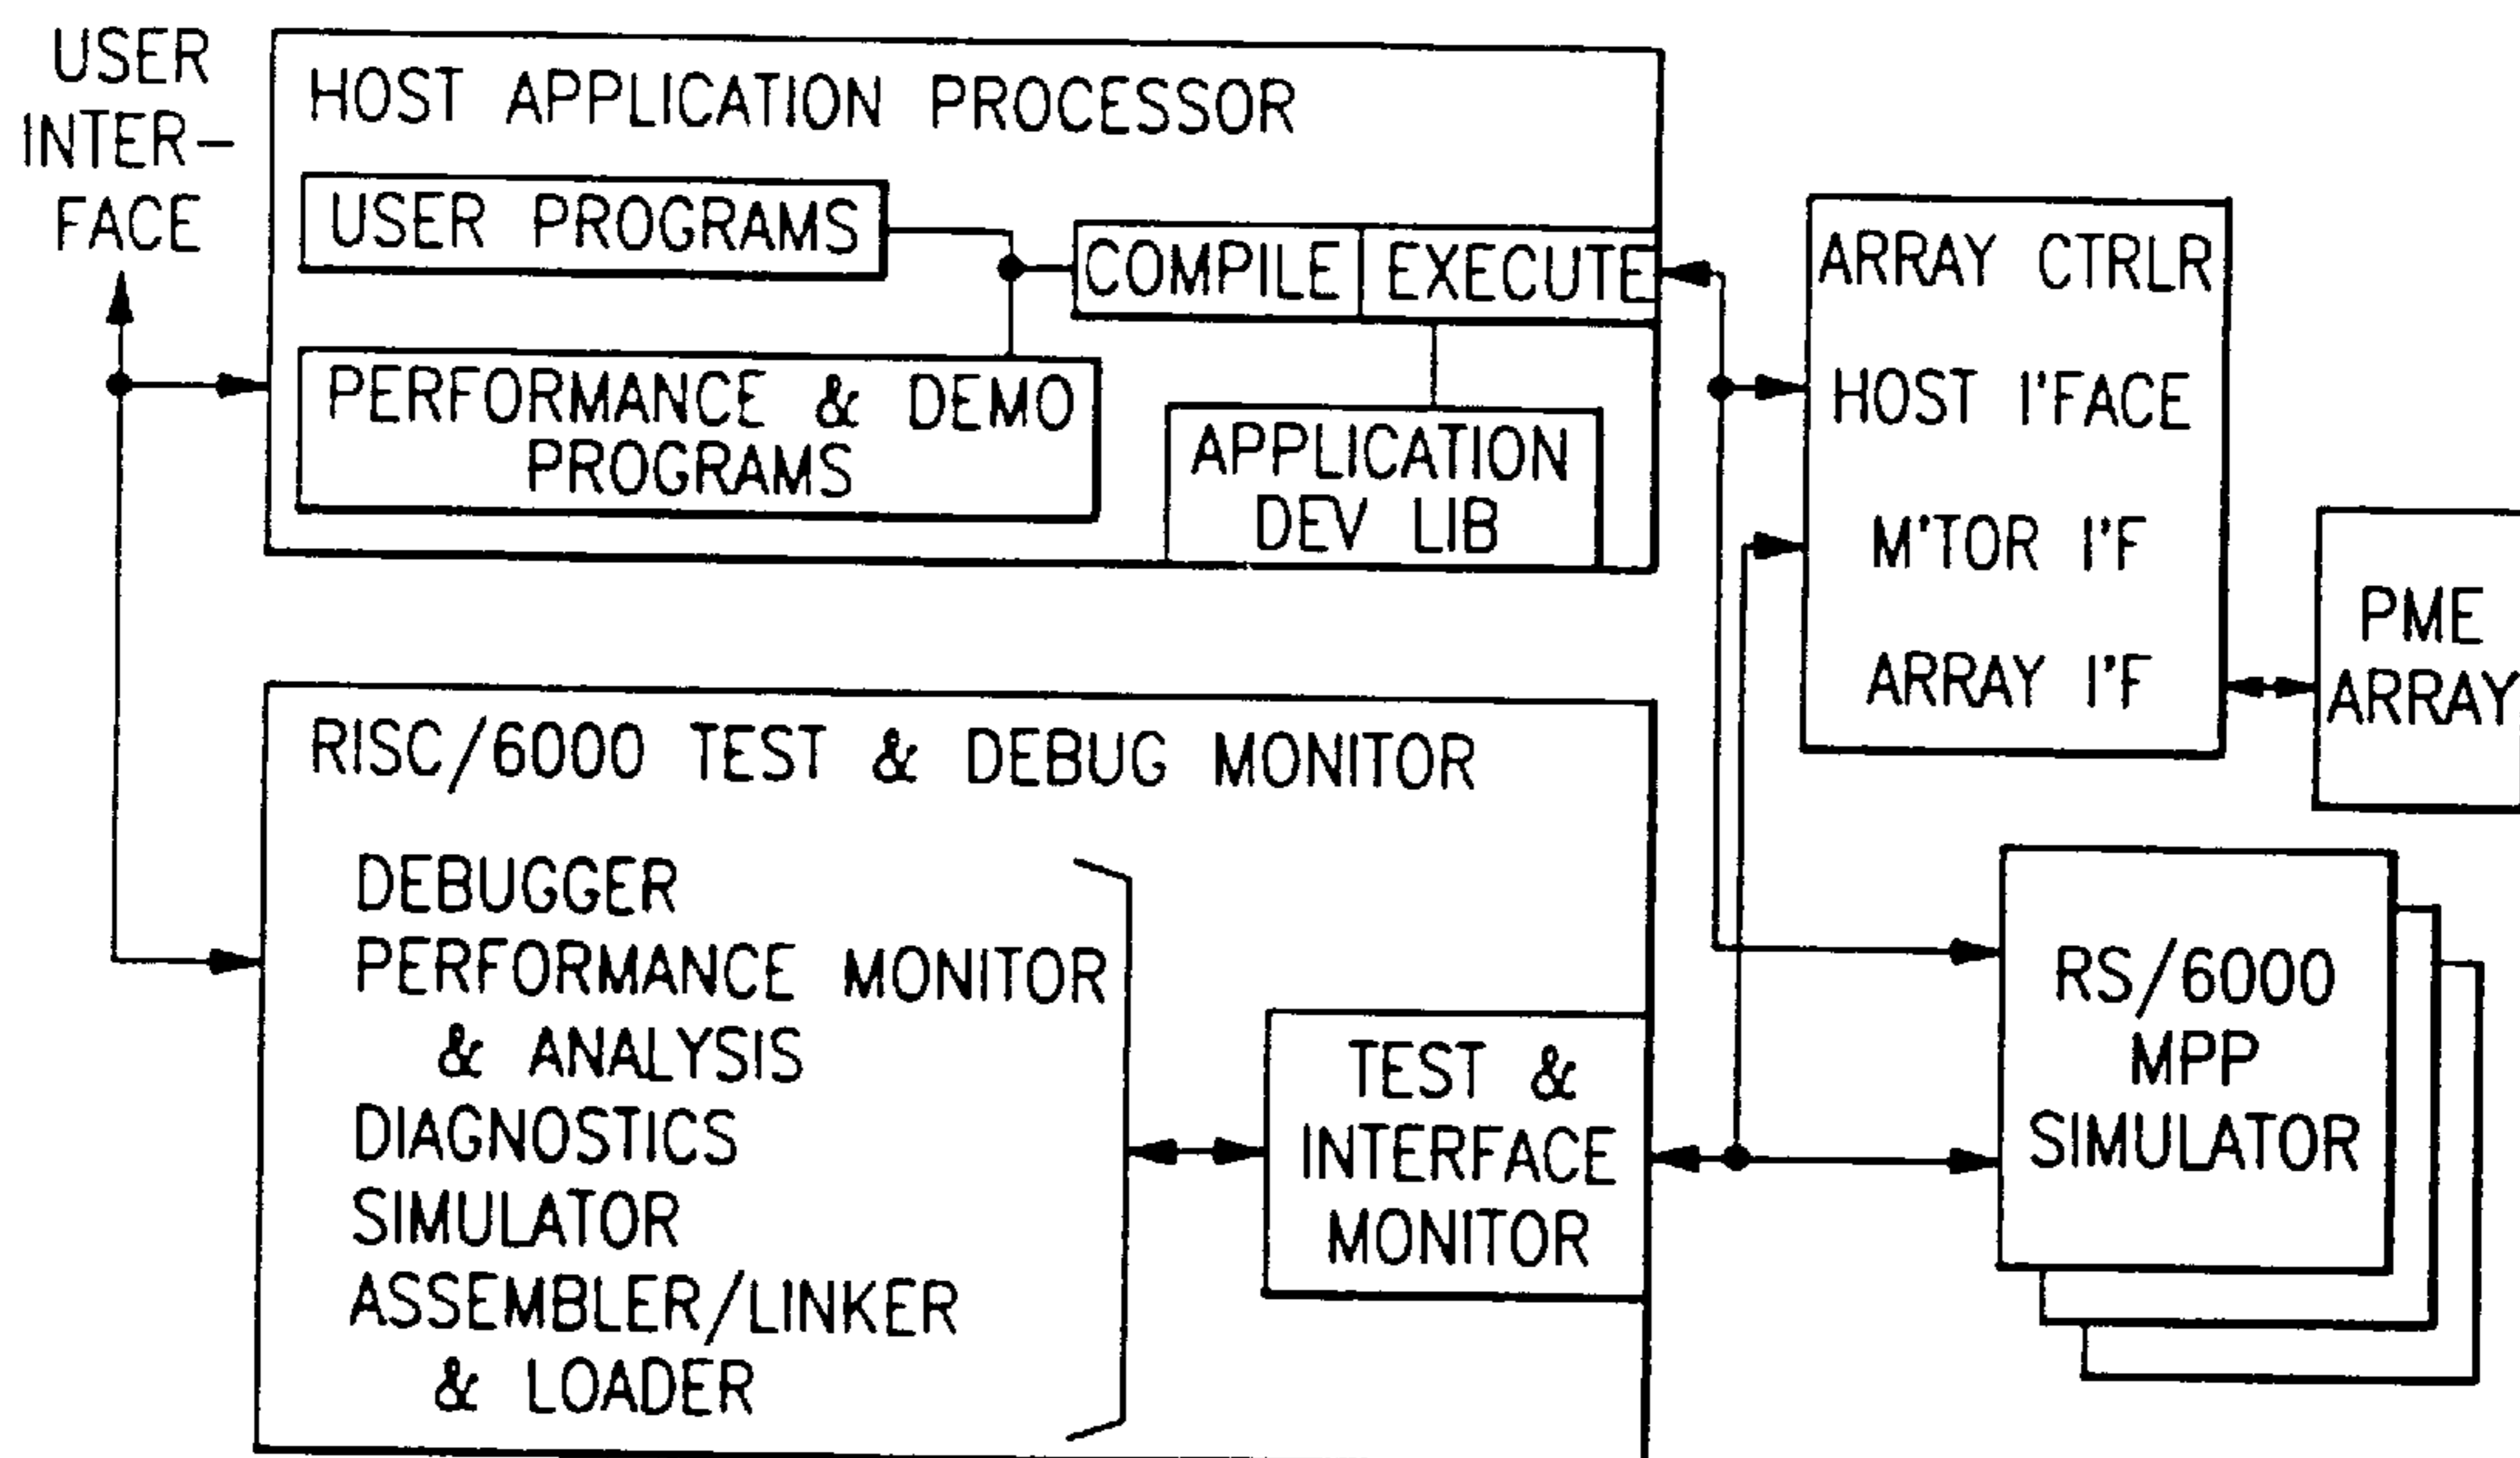 USER
INTER-
FACE
HOST APPLICATION PROCESSOR
USER PROGRAMS
COMPILE EXECUTE
PERFORMANCE & DEMO
PROGRAMS
APPLICATION
DEV LIB
ARRAY CTRLR
HOST I'FACE
M'TOR I'F
ARRAY I'F
PME
ARRAY
RISC/6000 TEST & DEBUG MONITOR
DEBUGGER
PERFORMANCE MONITOR
& ANALYSIS
DIAGNOSTICS
SIMULATOR
ASSEMBLER/LINKER
& LOADER
TEST &
INTERFACE
MONITOR
RS/6000
MPP
SIMULATOR